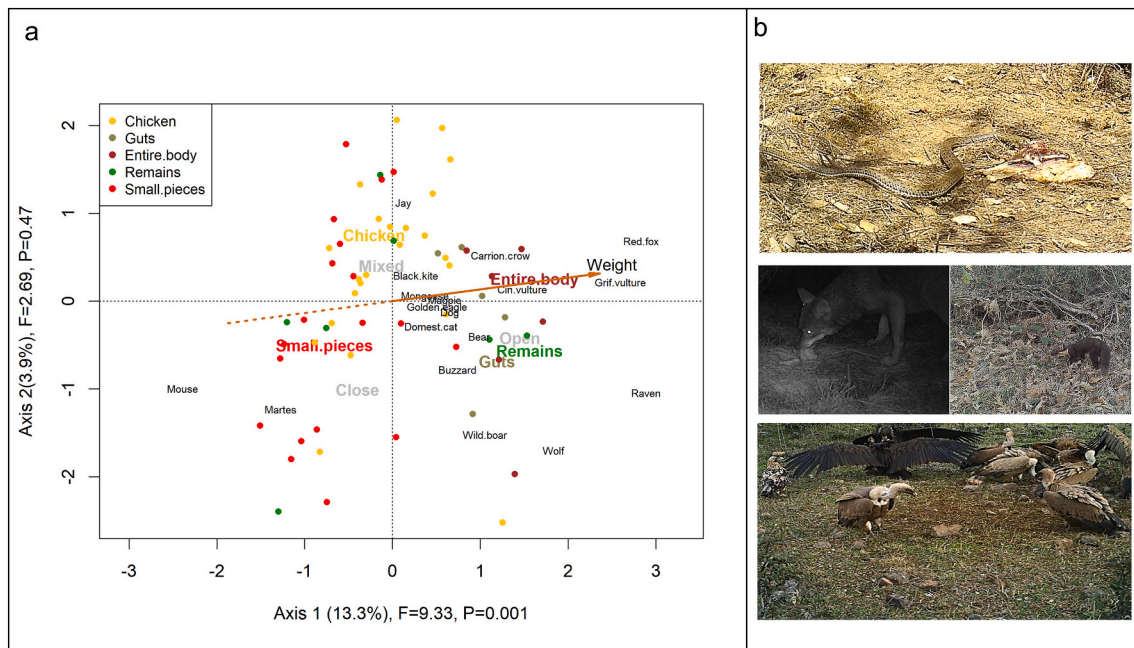 a
b
Chicken
Guts
Entire.body
Remains
Small.pieces
Jay
Chicken
Red.fox
Carrion.crow
Mixed
Weight
Black.kite
Entire.body
Grif.vulture
Cin.vulture
Mongoose
Magpie
Golden.eagle
Dog
Domest.cat
Bear
Open
Small.pieces
Remains
Guts
Buzzard
Close
Mouse
Raven
Martes
Wild.boar
Wolf
2
1
0
-1
-2
-3
-2
-1
0
1
2
3
Axis 2(3.9%), F=2.69, P=0.47
Axis 1 (13.3%), F=9.33, P=0.001